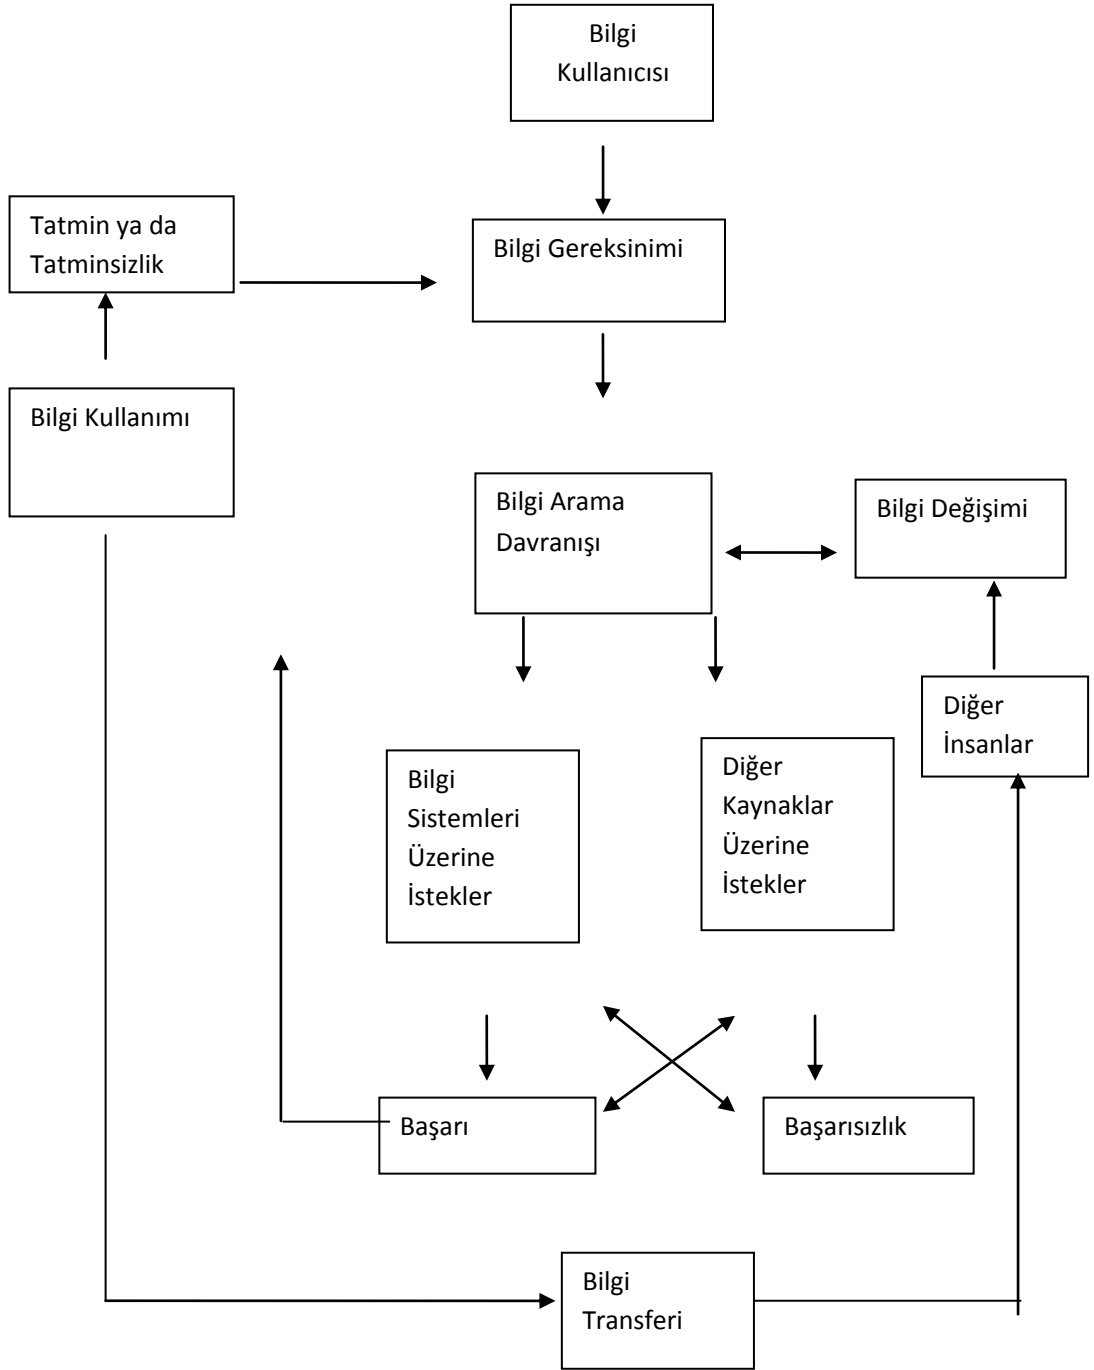 Bilgi
Kullanıcısı
Tatmin ya da
Tatminsizlik
Bilgi Gereksinimi
Bilgi Kullanımı
Bilgi Arama
Davranışı
Bilgi Değişimi
Diğer
İnsanlar
Bilgi
Sistemleri
Üzerine
İstekler
Diğer
Kaynaklar
Üzerine
İstekler
Başarı
Başarısızlık
Bilgi
Transferi